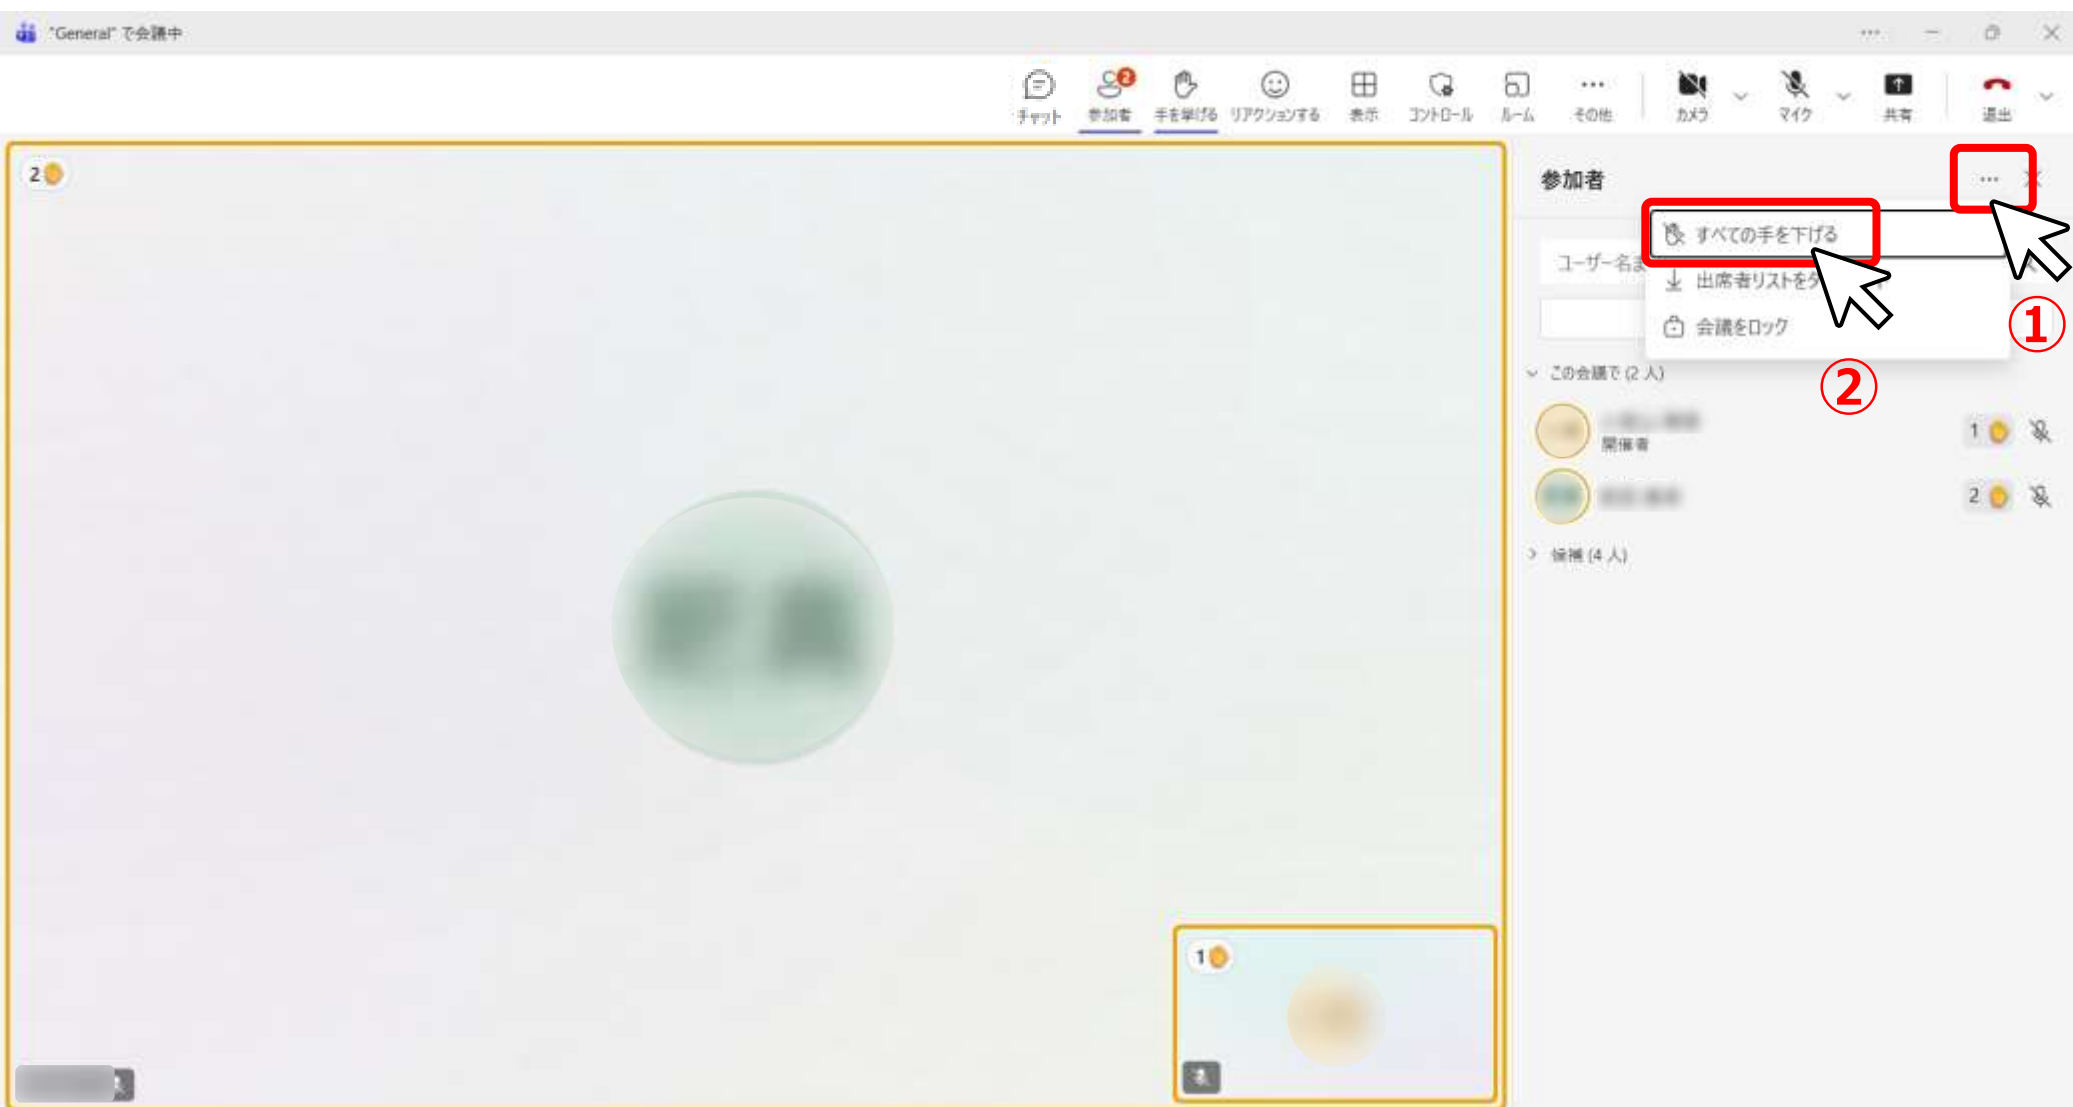 "General" で会議中
チャット
参加者
2
手を挙げる
リアクションする
表示
コントロール
ルーム
その他
カメラ
マイク
共有
退出
2
参加者
すべての手を下げる
ユーザー名ま
出席者リストをダ
会議をロック
①
②
この会議で (2 人)
開催者
1
2
候補 (4 人)
1